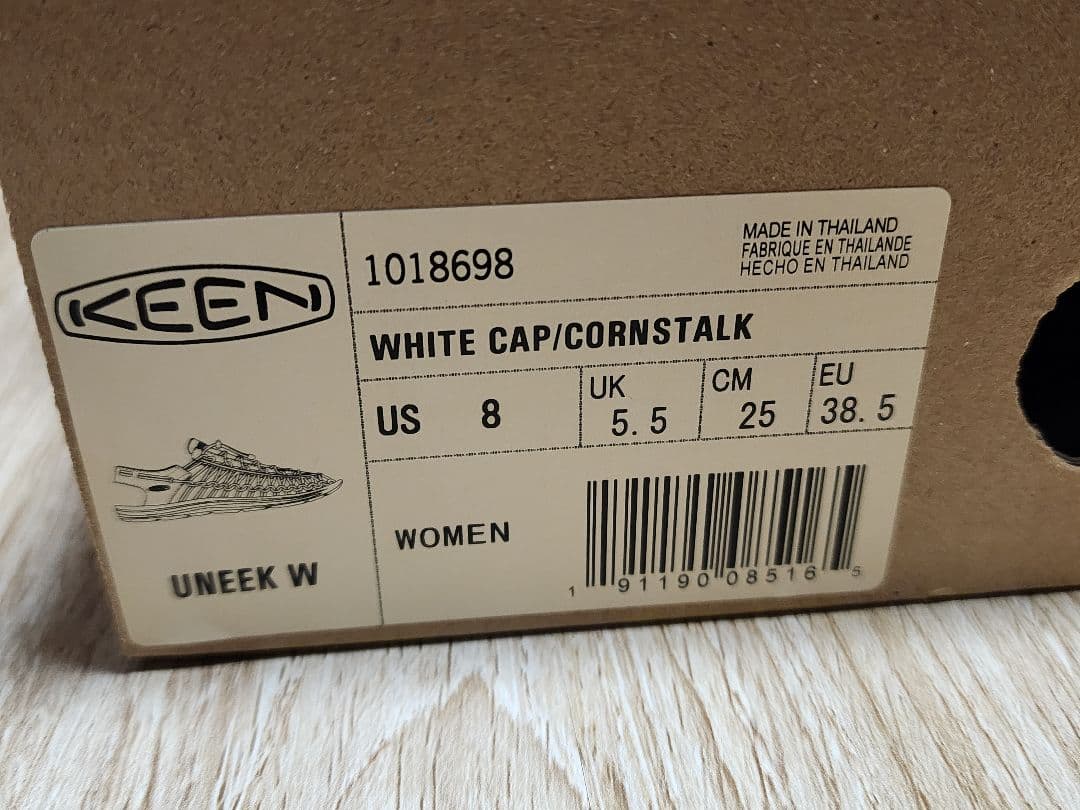 KEEN
UNEEK W
1018698
MADE IN THAILAND
FABRIQUE EN THAILANDE
HECHO EN THAILAND
WHITE CAP/CORNSTALK
US 8
UK 5.5
CM 25
EU 38.5
WOMEN
1 91190 08516 5